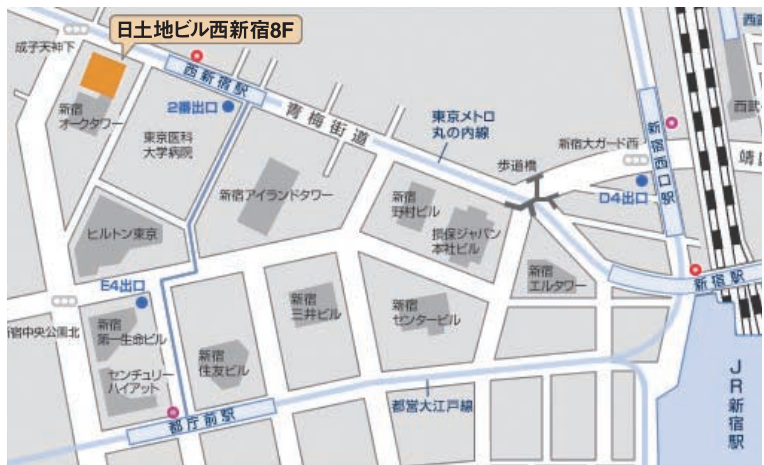 日土地ビル西新宿8F
成子天神下
西新宿駅
2番出口
新宿
オークタワー
東京医科
大学病院
青梅街道
東京メトロ
丸の内線
新宿大ガード西
歩道橋
新宿西口駅
西武
D4出口
新宿アイランドタワー
新宿
野村ビル
損保ジャパン
本社ビル
ヒルトン東京
新宿
エルタワー
新宿駅
E4出口
新宿中央公園北
新宿
第一生命ビル
新宿
三井ビル
新宿
センタービル
センチュリー
ハイアット
新宿
住友ビル
都庁前駅
都営大江戸線
JR新宿駅